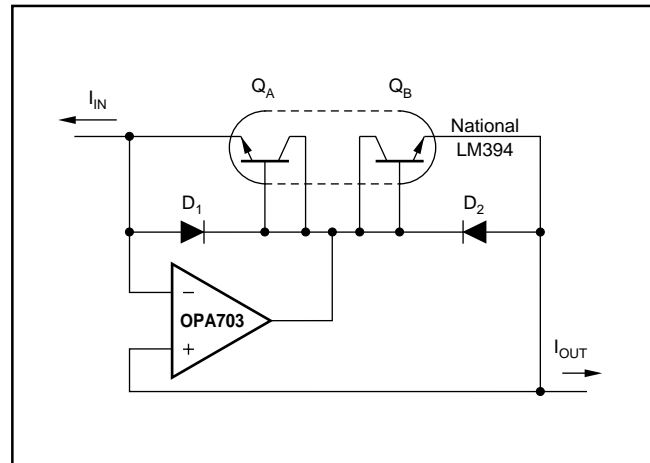 Q_A Q_B
I_IN
National
LM394
D_1 D_2
−
OPA703
+
I_OUT